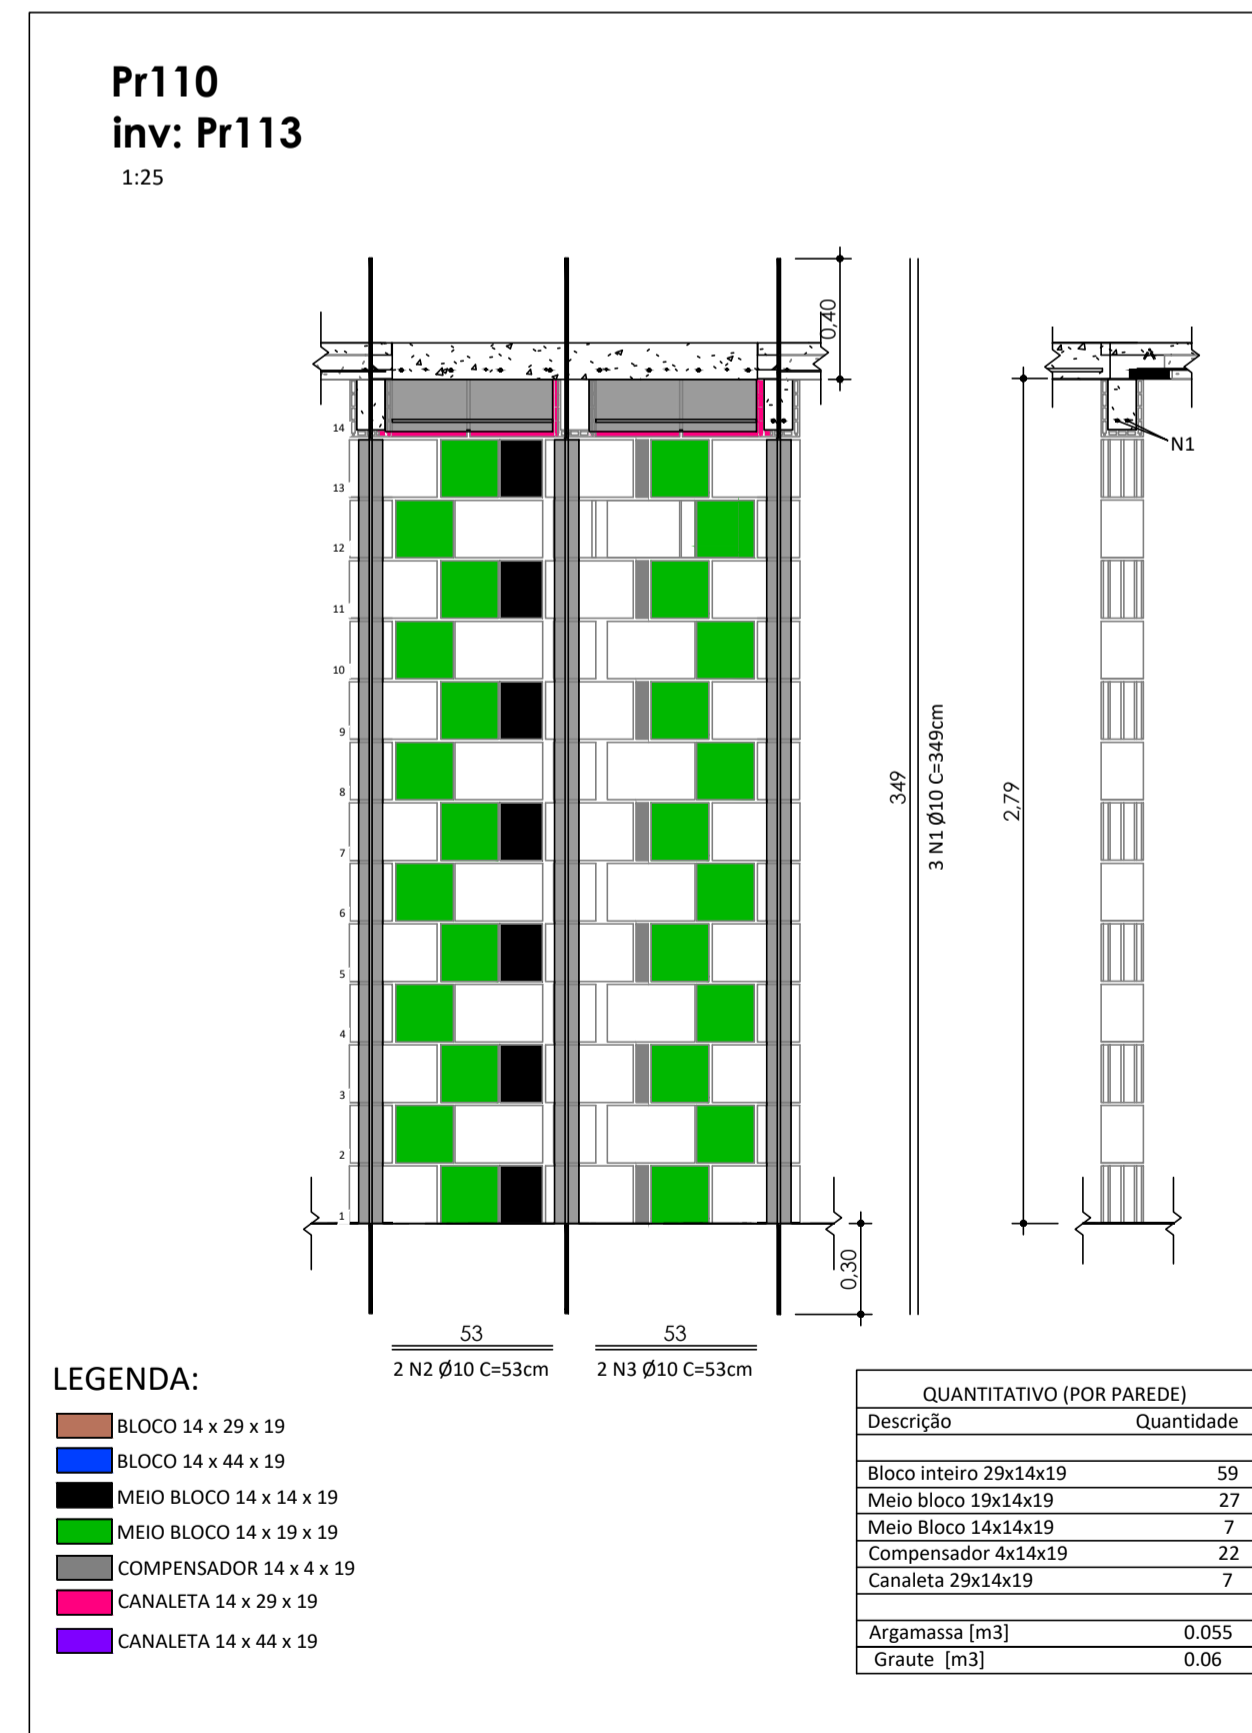 Pr110
inv: Pr113
1:25
0,40
14
N1
13
12
11
10
9
8
7
6
5
4
3
2
1
349
3 N1 Ø10 C=349cm
2,79
0,30
53
53
2 N2 Ø10 C=53cm
2 N3 Ø10 C=53cm
LEGENDA:
BLOCO 14 x 29 x 19
BLOCO 14 x 44 x 19
MEIO BLOCO 14 x 14 x 19
MEIO BLOCO 14 x 19 x 19
COMPENSADOR 14 x 4 x 19
CANALETA 14 x 29 x 19
CANALETA 14 x 44 x 19
QUANTITATIVO (POR PAREDE)
Descrição Quantidade
Bloco inteiro 29x14x19 59
Meio bloco 19x14x19 27
Meio Bloco 14x14x19 7
Compensador 4x14x19 22
Canaleta 29x14x19 7
Argamassa [m3] 0.055
Graute [m3] 0.06